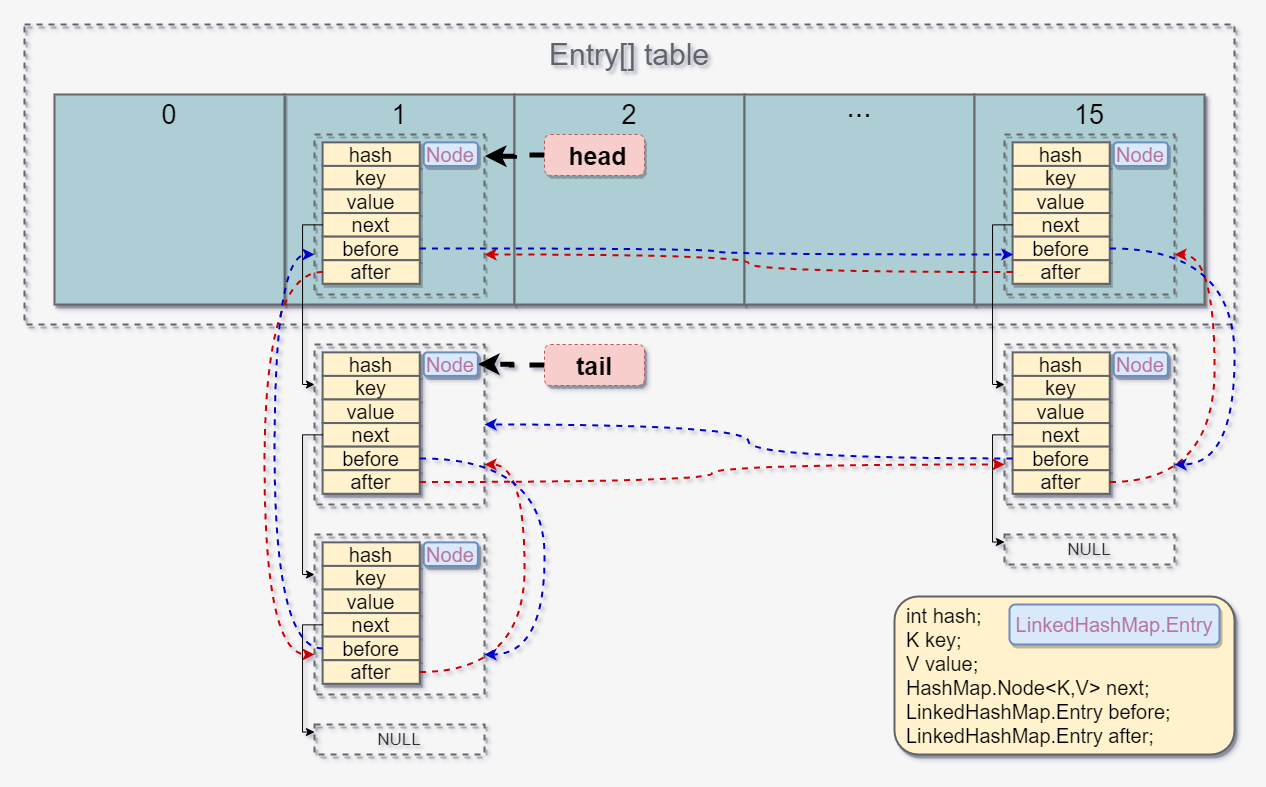 Entry[] table
0
1
2
...
15
hash
Node
key
value
next
before
after
head
hash
Node
key
value
next
before
after
hash
Node
key
value
next
before
after
tail
hash
Node
key
value
next
before
after
hash
Node
key
value
next
before
after
NULL
NULL
LinkedHashMap.Entry
int hash;
K key;
V value;
HashMap.Node<K,V> next;
LinkedHashMap.Entry before;
LinkedHashMap.Entry after;